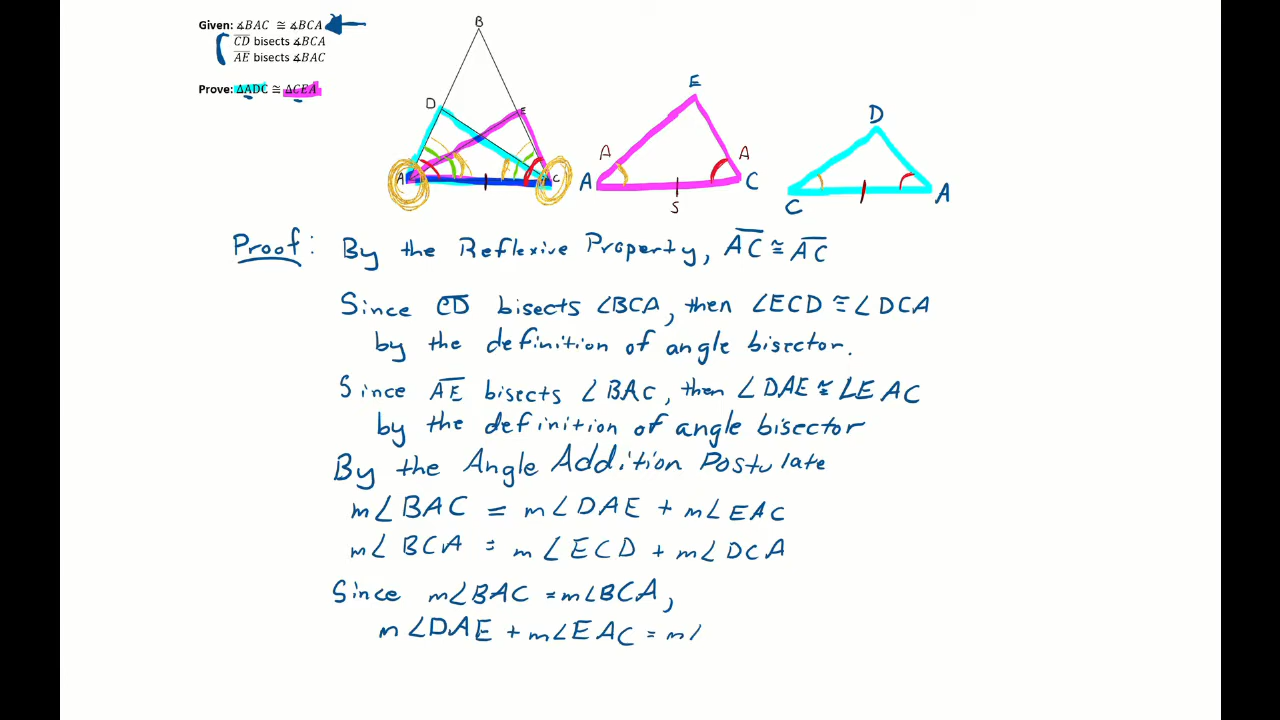 Given: ∡BAC ≅ ∡BCA
CD bisects ∡BCA
AE bisects ∡BAC
Prove: ΔADC ≅ ΔCEA
B
D
E
A
C
E
A
A
A
C
S
D
C
A
Proof: By the Reflexive Property, AC ≅ AC
Since CD bisects ∠BCA, then ∠ECD ≅ ∠DCA
by the definition of angle bisector.
Since AE bisects ∠BAC, then ∠DAE ≅ ∠EAC
by the definition of angle bisector
By the Angle Addition Postulate
m∠BAC = m∠DAE + m∠EAC
m∠BCA = m∠ECD + m∠DCA
Since m∠BAC = m∠BCA,
m∠DAE + m∠EAC = m∠